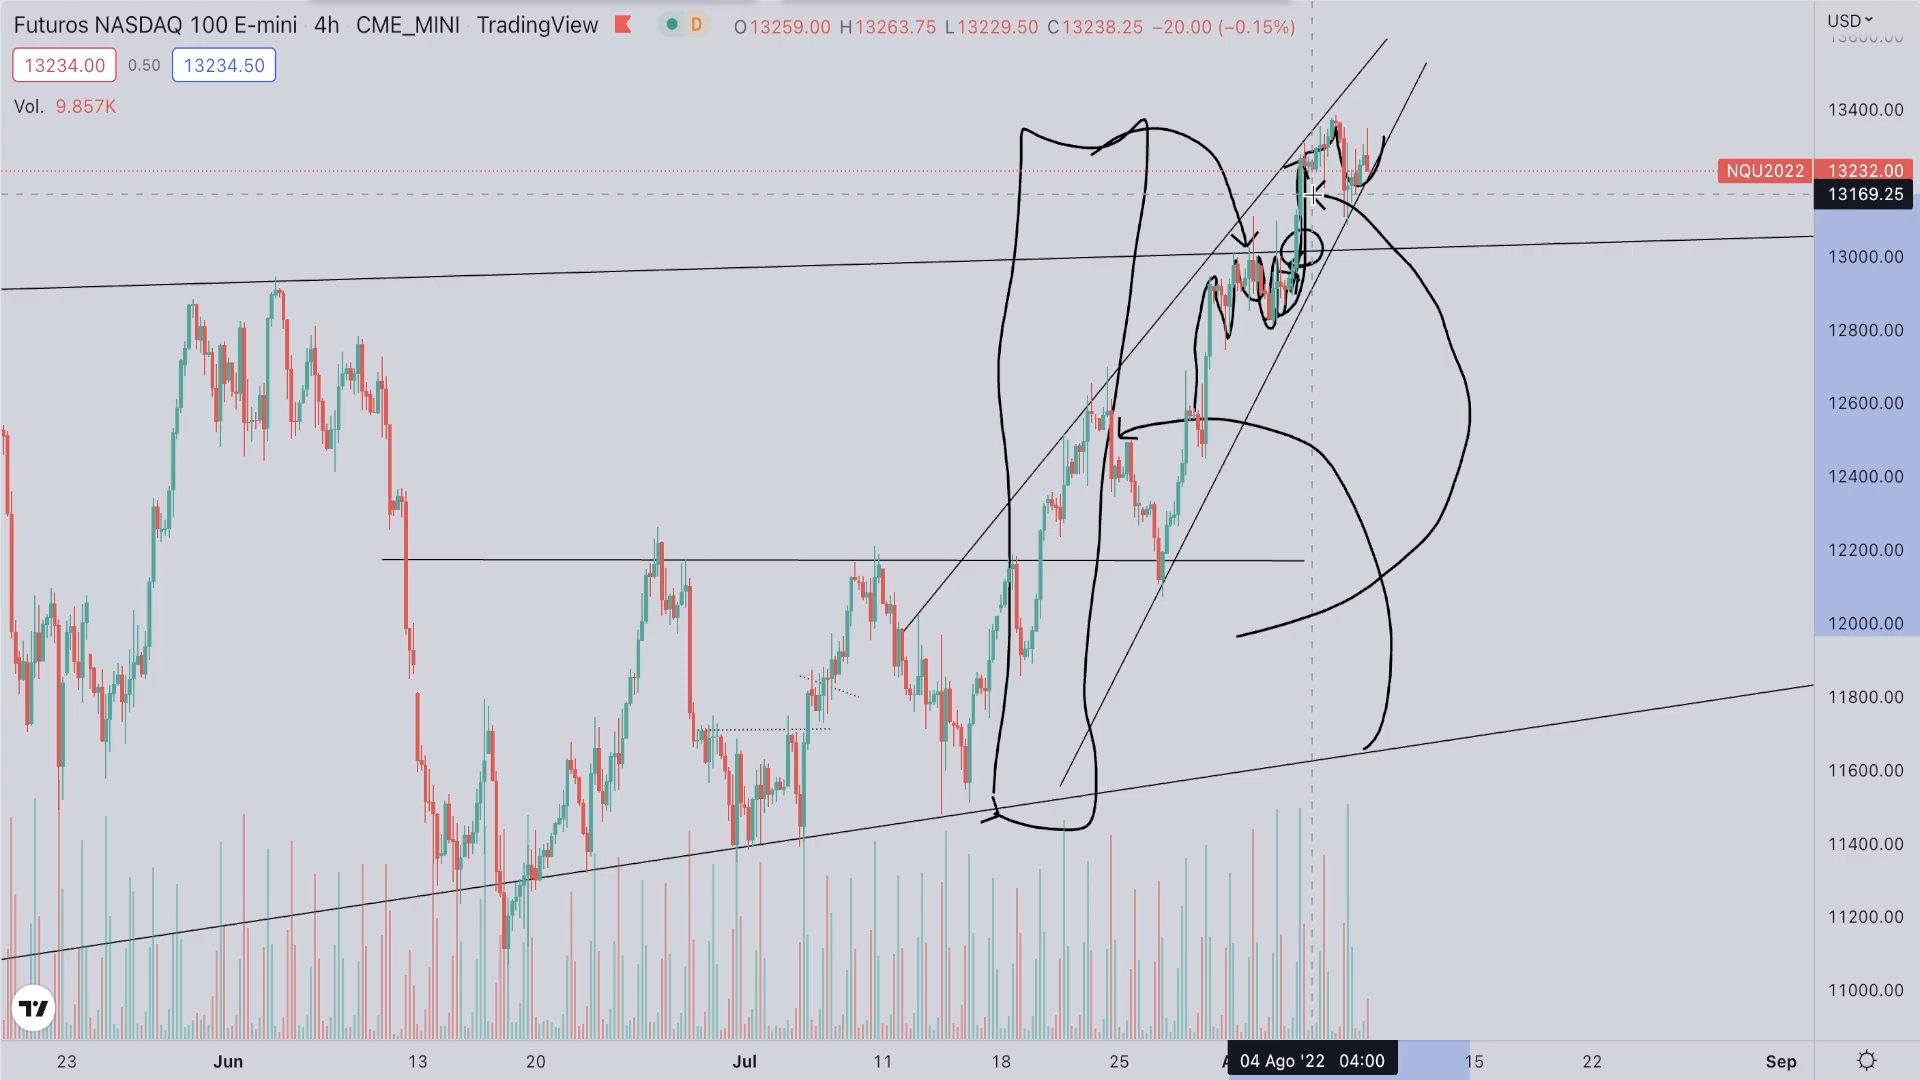 Futuros NASDAQ 100 E-mini 4h CME_MINI TradingView D O13259.00 H13263.75 L13229.50 C13238.25 −20.00 (−0.15%)
USD
13234.00 0.50 13234.50
Vol. 9.857K
13400.00
NQU2022 13232.00
13169.25
13000.00
12800.00
12600.00
12400.00
12200.00
12000.00
11800.00
11600.00
11400.00
11200.00
11000.00
23 Jun 13 20 Jul 11 18 25 04 Ago '22 04:00 15 22 Sep